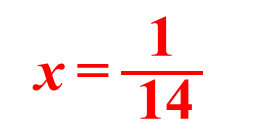 x = 1/14